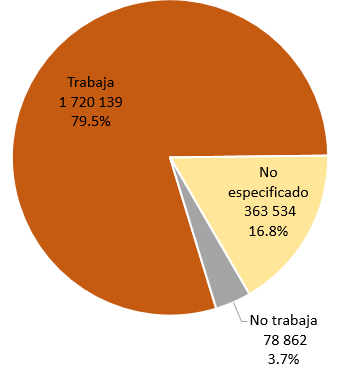 Trabaja
1 720 139
79.5%
No
especificado
363 534
16.8%
No trabaja
78 862
3.7%